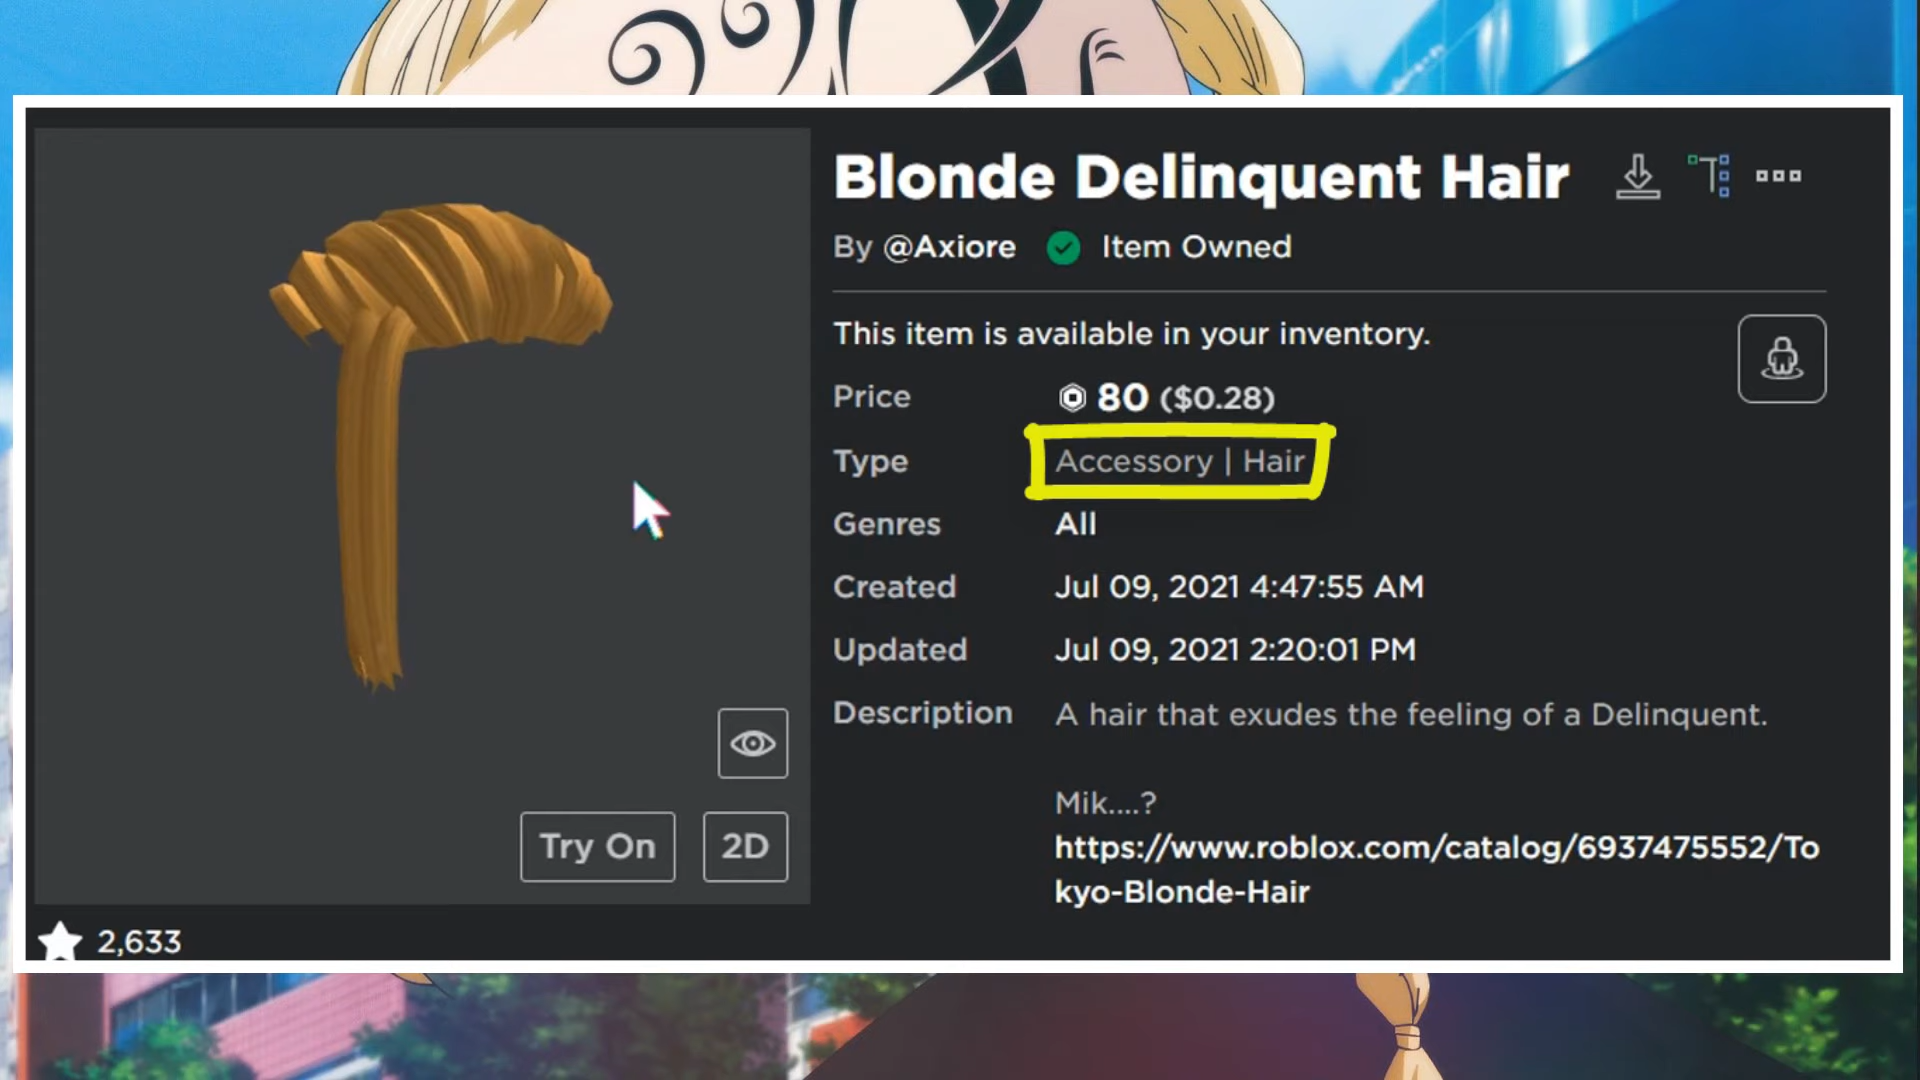 Blonde Delinquent Hair
By @Axiore Item Owned
This item is available in your inventory.
Price 80 ($0.28)
Type Accessory | Hair
Genres All
Created Jul 09, 2021 4:47:55 AM
Updated Jul 09, 2021 2:20:01 PM
Description A hair that exudes the feeling of a Delinquent.
Mik....?
https://www.roblox.com/catalog/6937475552/To
kyo-Blonde-Hair
Try On 2D
2,633